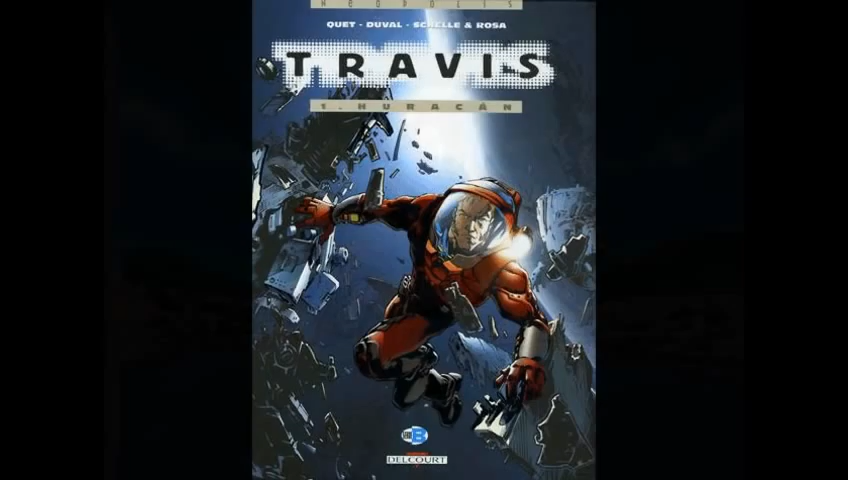 NEOPOLIS
QUET - DUVAL - SCHELLE & ROSA
TRAVIS
1. HURACÁN
B
DELCOURT